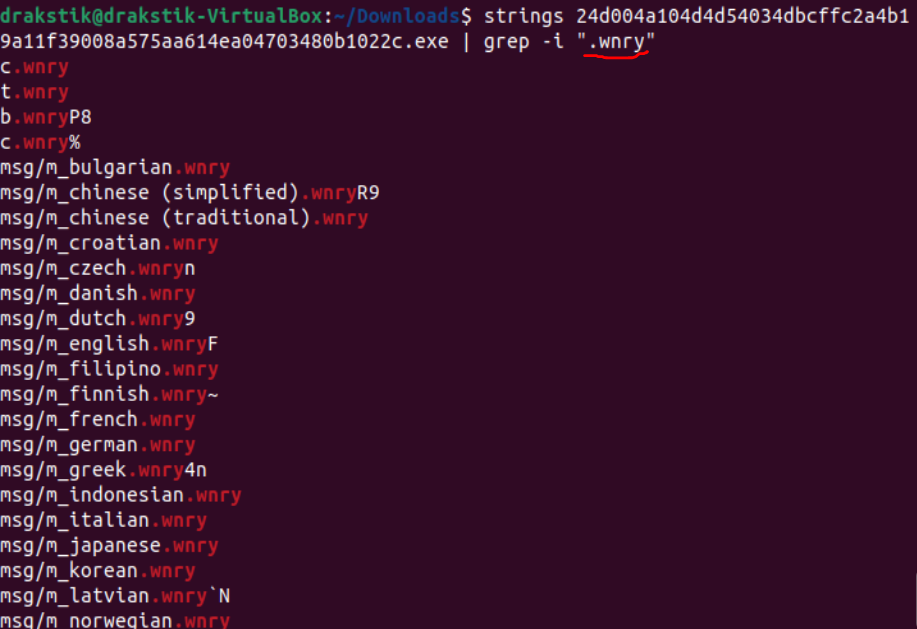 drakstik@drakstik-VirtualBox:~/Downloads$ strings 24d004a104d4d54034dbcffc2a4b1
9a11f39008a575aa614ea04703480b1022c.exe | grep -i ".wnry"
c.wnry
t.wnry
b.wnryP8
c.wnry%
msg/m_bulgarian.wnry
msg/m_chinese (simplified).wnryR9
msg/m_chinese (traditional).wnry
msg/m_croatian.wnry
msg/m_czech.wnryn
msg/m_danish.wnry
msg/m_dutch.wnry9
msg/m_english.wnryF
msg/m_filipino.wnry
msg/m_finnish.wnry~
msg/m_french.wnry
msg/m_german.wnry
msg/m_greek.wnry4n
msg/m_indonesian.wnry
msg/m_italian.wnry
msg/m_japanese.wnry
msg/m_korean.wnry
msg/m_latvian.wnry`N
msg/m_norwegian.wnry